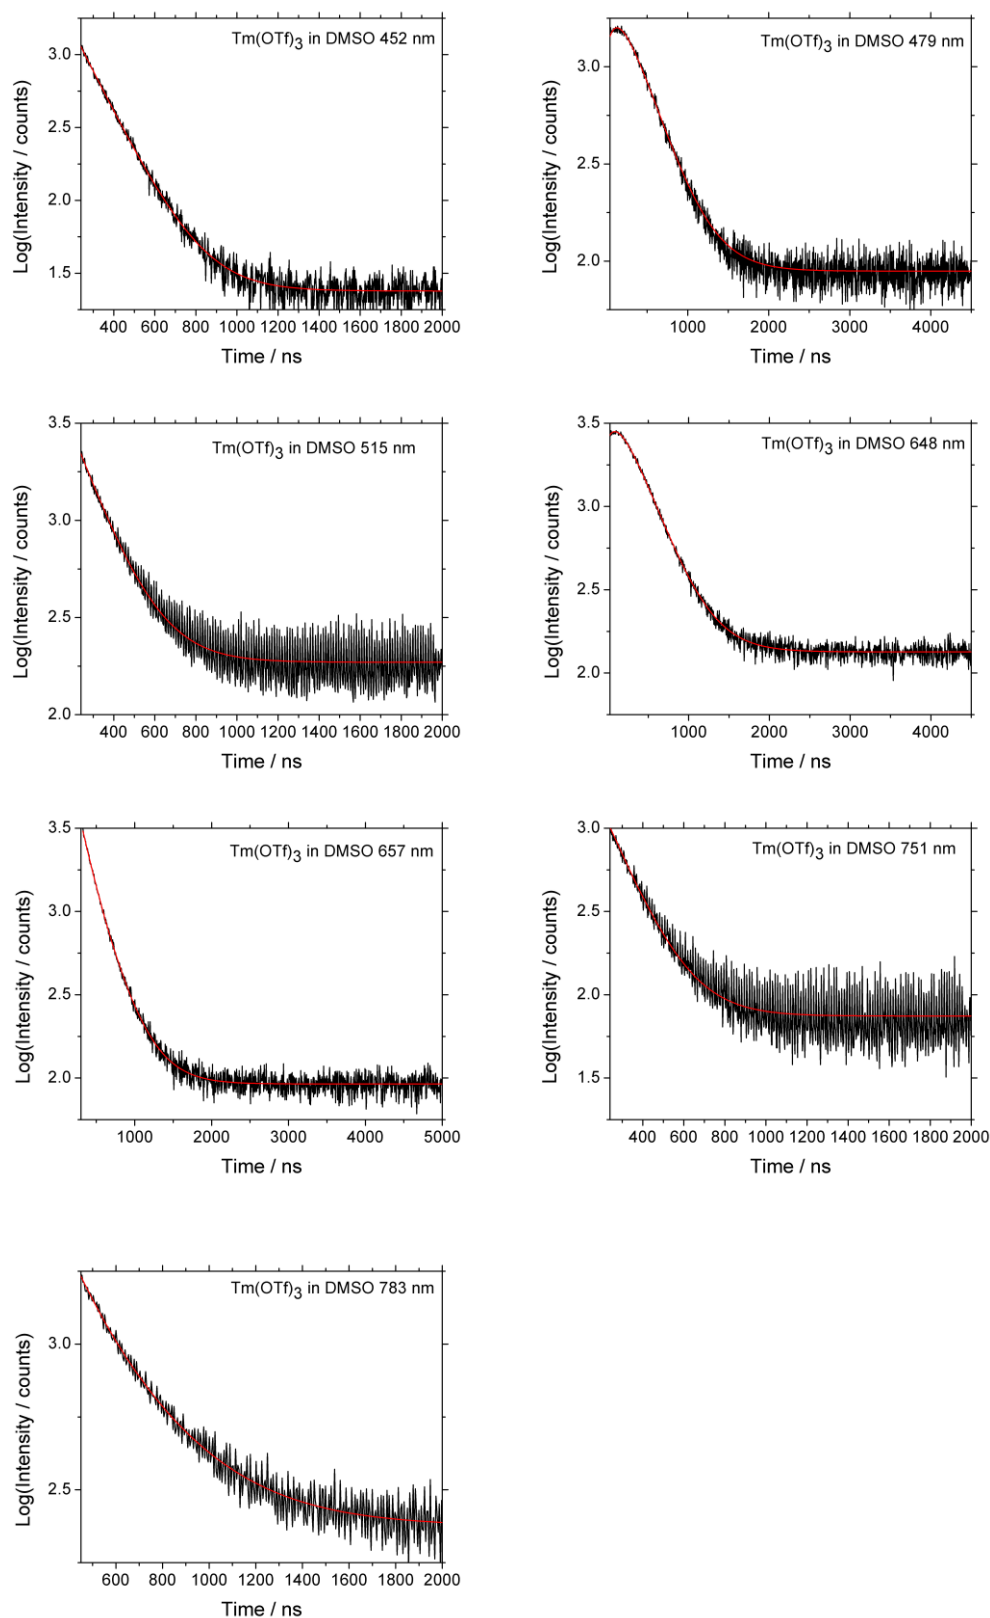 Tm(OTf)3 in DMSO 452 nm
Log(Intensity / counts)
3.0
2.5
2.0
1.5
400 600 800 1000 1200 1400 1600 1800 2000
Time / ns
Tm(OTf)3 in DMSO 479 nm
Log(Intensity / counts)
3.0
2.5
2.0
1000 2000 3000 4000
Time / ns
Tm(OTf)3 in DMSO 515 nm
Log(Intensity / counts)
3.5
3.0
2.5
2.0
400 600 800 1000 1200 1400 1600 1800 2000
Time / ns
Tm(OTf)3 in DMSO 648 nm
Log(Intensity / counts)
3.5
3.0
2.5
2.0
1000 2000 3000 4000
Time / ns
Tm(OTf)3 in DMSO 657 nm
Log(Intensity / counts)
3.5
3.0
2.5
2.0
1000 2000 3000 4000 5000
Time / ns
Tm(OTf)3 in DMSO 751 nm
Log(Intensity / counts)
3.0
2.5
2.0
1.5
400 600 800 1000 1200 1400 1600 1800 2000
Time / ns
Tm(OTf)3 in DMSO 783 nm
Log(Intensity / counts)
3.0
2.5
600 800 1000 1200 1400 1600 1800 2000
Time / ns